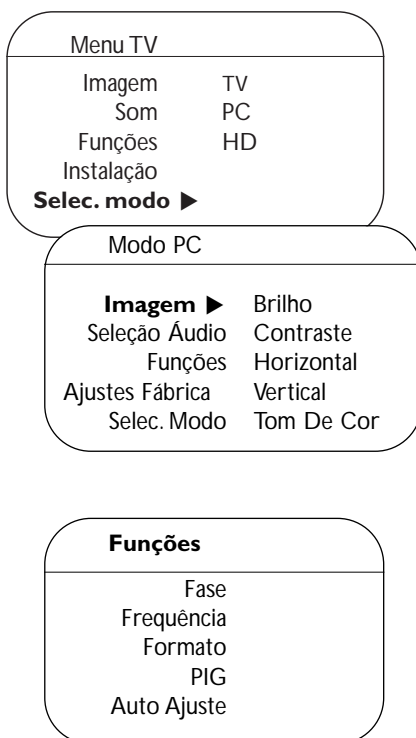 Menu TV
Imagem TV
Som PC
Funções HD
Instalação
Selec. modo ▶
Modo PC
Imagem ▶ Brilho
Seleção Áudio Contraste
Funções Horizontal
Ajustes Fábrica Vertical
Selec. Modo Tom De Cor
Funções
Fase
Frequência
Formato
PIG
Auto Ajuste